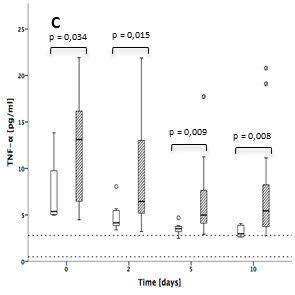 C
p = 0,034
p = 0,015
p = 0,009
p = 0,008
TNF-α [pg/ml]
25
20
15
10
5
0
0
2
5
10
Time [days]